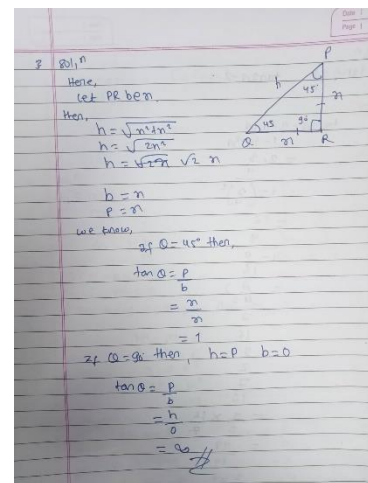 Date
Page
3 Sol,ⁿ
Here,
Let PR be n.
then,
h = √n²+n²
h = √2n²
h = √2 n
b = n
p = n
we know,
If Q = 45° then,
tan Q = p/b
= n/n
= 1
If Q = 90° then, h = p b = 0
tan Q = p/b
= h/0
= ∞
P
45
h
n
45
90
Q
n
R